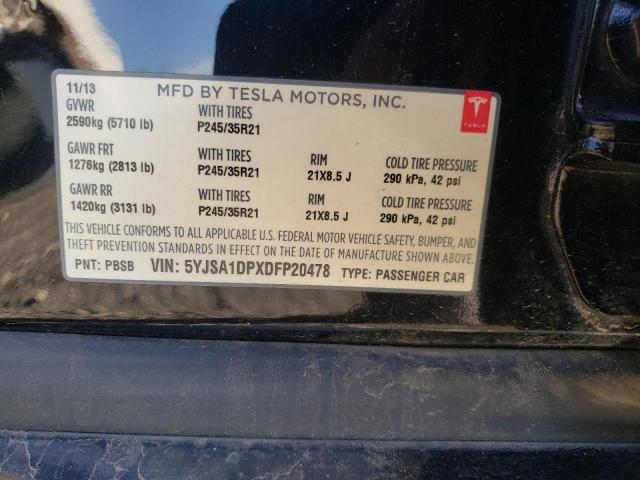 11/13 MFD BY TESLA MOTORS, INC.
GVWR WITH TIRES
2590kg (5710 lb) P245/35R21
TESLA
GAWR FRT WITH TIRES RIM COLD TIRE PRESSURE
1276kg (2813 lb) P245/35R21 21X8.5 J 290 kPa, 42 psi
GAWR RR WITH TIRES RIM COLD TIRE PRESSURE
1420kg (3131 lb) P245/35R21 21X8.5 J 290 kPa, 42 psi
THIS VEHICLE CONFORMS TO ALL APPLICABLE U.S. FEDERAL MOTOR VEHICLE SAFETY, BUMPER, AND
THEFT PREVENTION STANDARDS IN EFFECT ON THE DATE OF MANUFACTURE SHOWN ABOVE.
PNT: PBSB VIN: 5YJSA1DPXDFP20478 TYPE: PASSENGER CAR